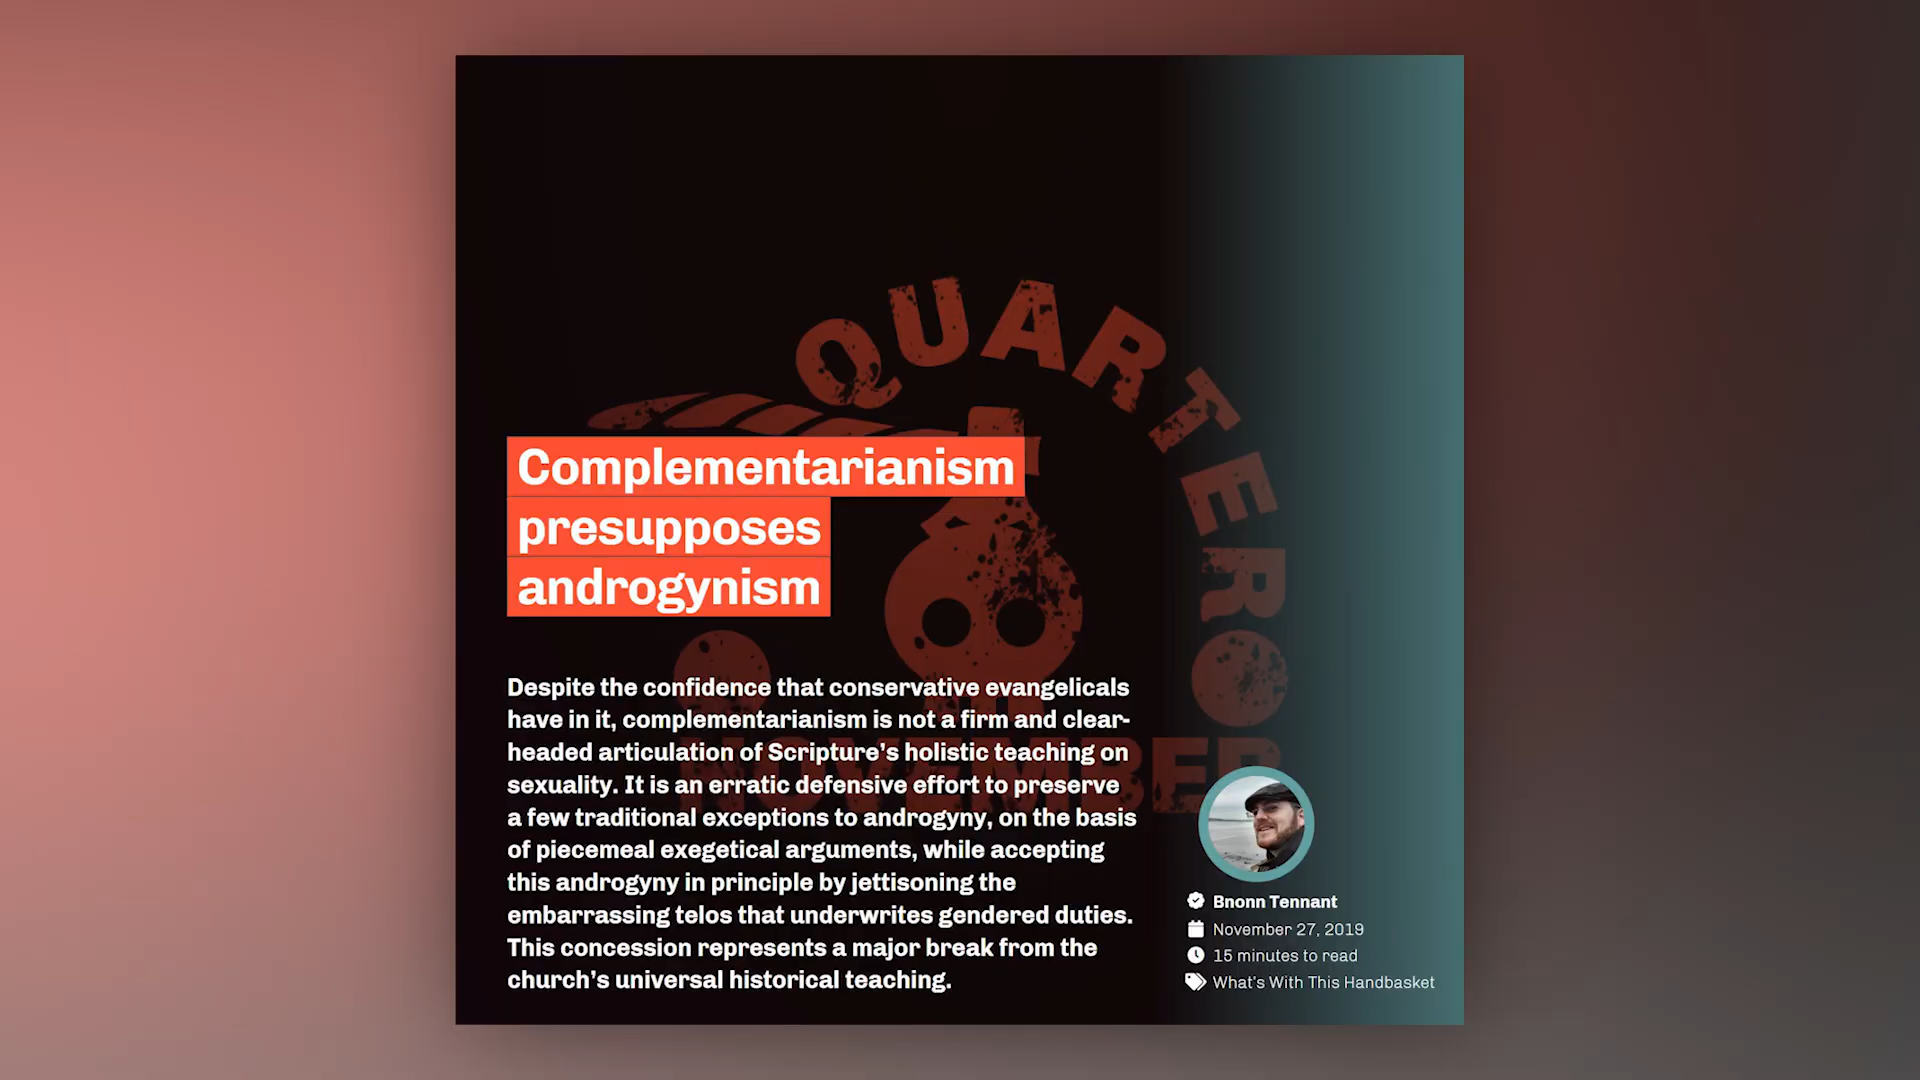 QUARTER
Complementarianism
presupposes
androgynism
Despite the confidence that conservative evangelicals
have in it, complementarianism is not a firm and clear-
headed articulation of Scripture’s holistic teaching on
sexuality. It is an erratic defensive effort to preserve
a few traditional exceptions to androgyny, on the basis
of piecemeal exegetical arguments, while accepting
this androgyny in principle by jettisoning the
embarrassing telos that underwrites gendered duties.
This concession represents a major break from the
church’s universal historical teaching.
NOVEMBER
Bnonn Tennant
November 27, 2019
15 minutes to read
What's With This Handbasket